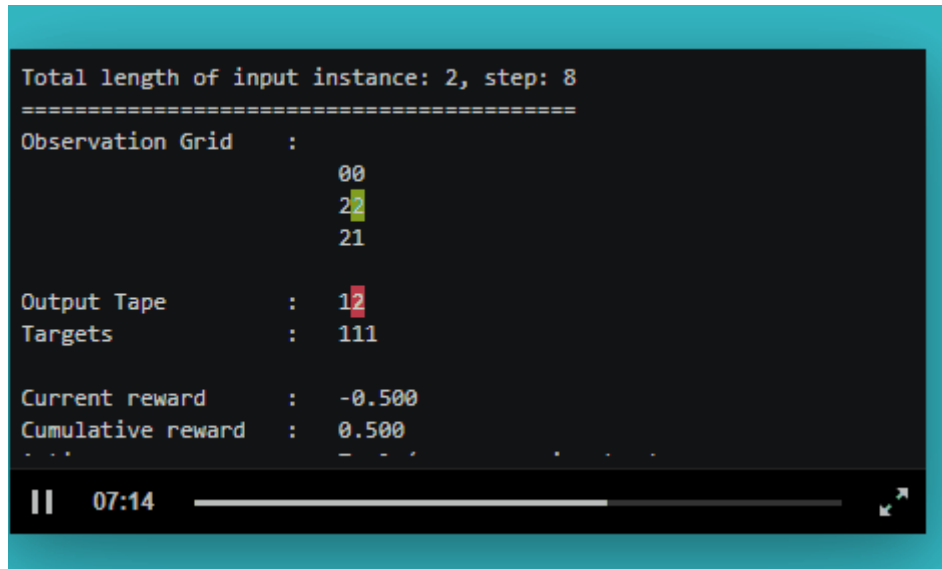 Total length of input instance: 2, step: 8
==========================================
Observation Grid    :
00
22
21
Output Tape         :   12
Targets             :   111
Current reward      :   -0.500
Cumulative reward   :   0.500
07:14